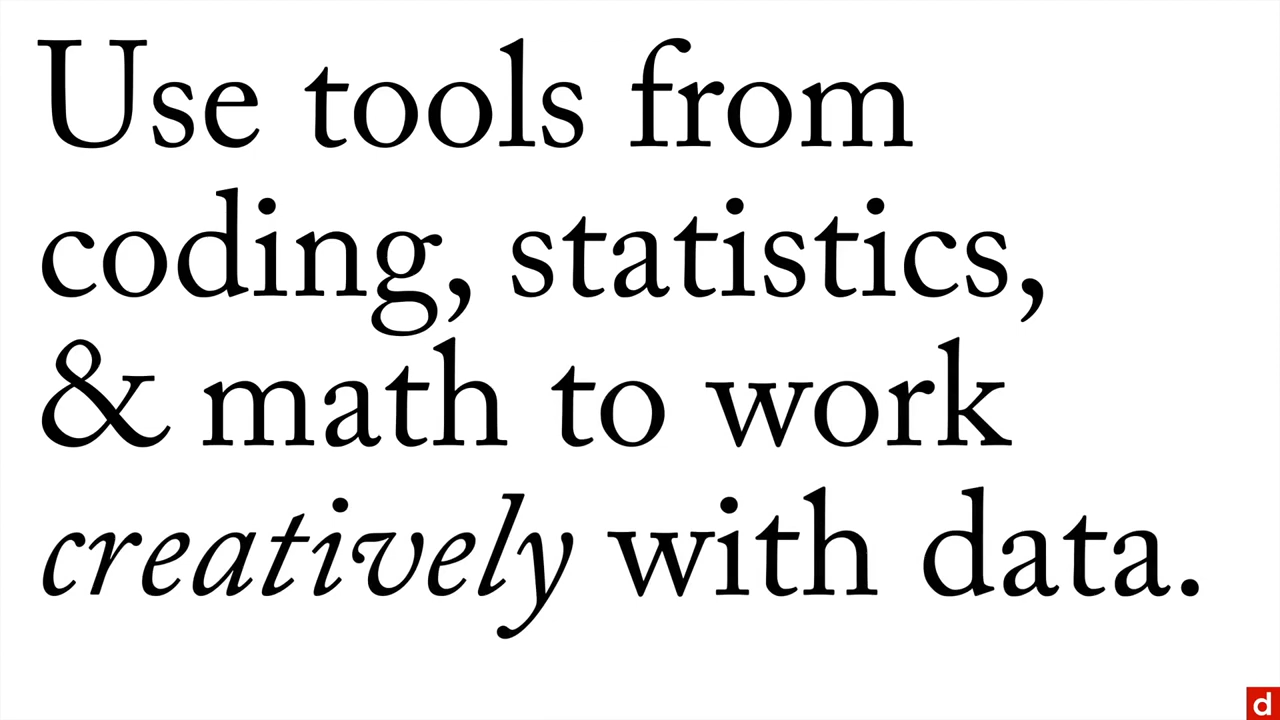 Use tools from
coding, statistics,
& math to work
creatively with data.
d